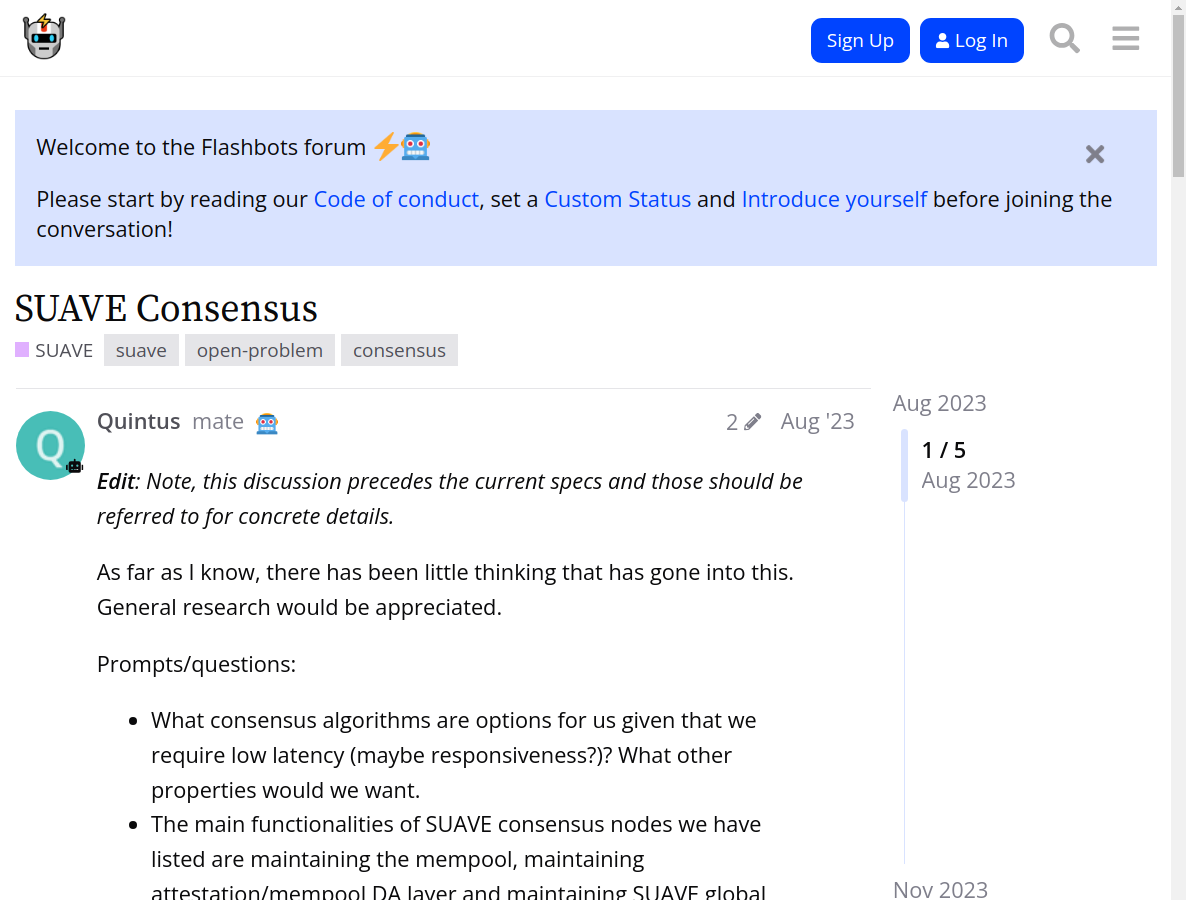 Sign Up
Log In
Welcome to the Flashbots forum
Please start by reading our Code of conduct, set a Custom Status and Introduce yourself before joining the
conversation!
SUAVE Consensus
SUAVE suave open-problem consensus
Quintus mate 2 Aug '23
Q
Edit: Note, this discussion precedes the current specs and those should be
referred to for concrete details.
As far as I know, there has been little thinking that has gone into this.
General research would be appreciated.
Prompts/questions:
What consensus algorithms are options for us given that we
require low latency (maybe responsiveness?)? What other
properties would we want.
The main functionalities of SUAVE consensus nodes we have
listed are maintaining the mempool, maintaining
attestation/mempool DA layer and maintaining SUAVE global
Aug 2023
1 / 5
Aug 2023
Nov 2023